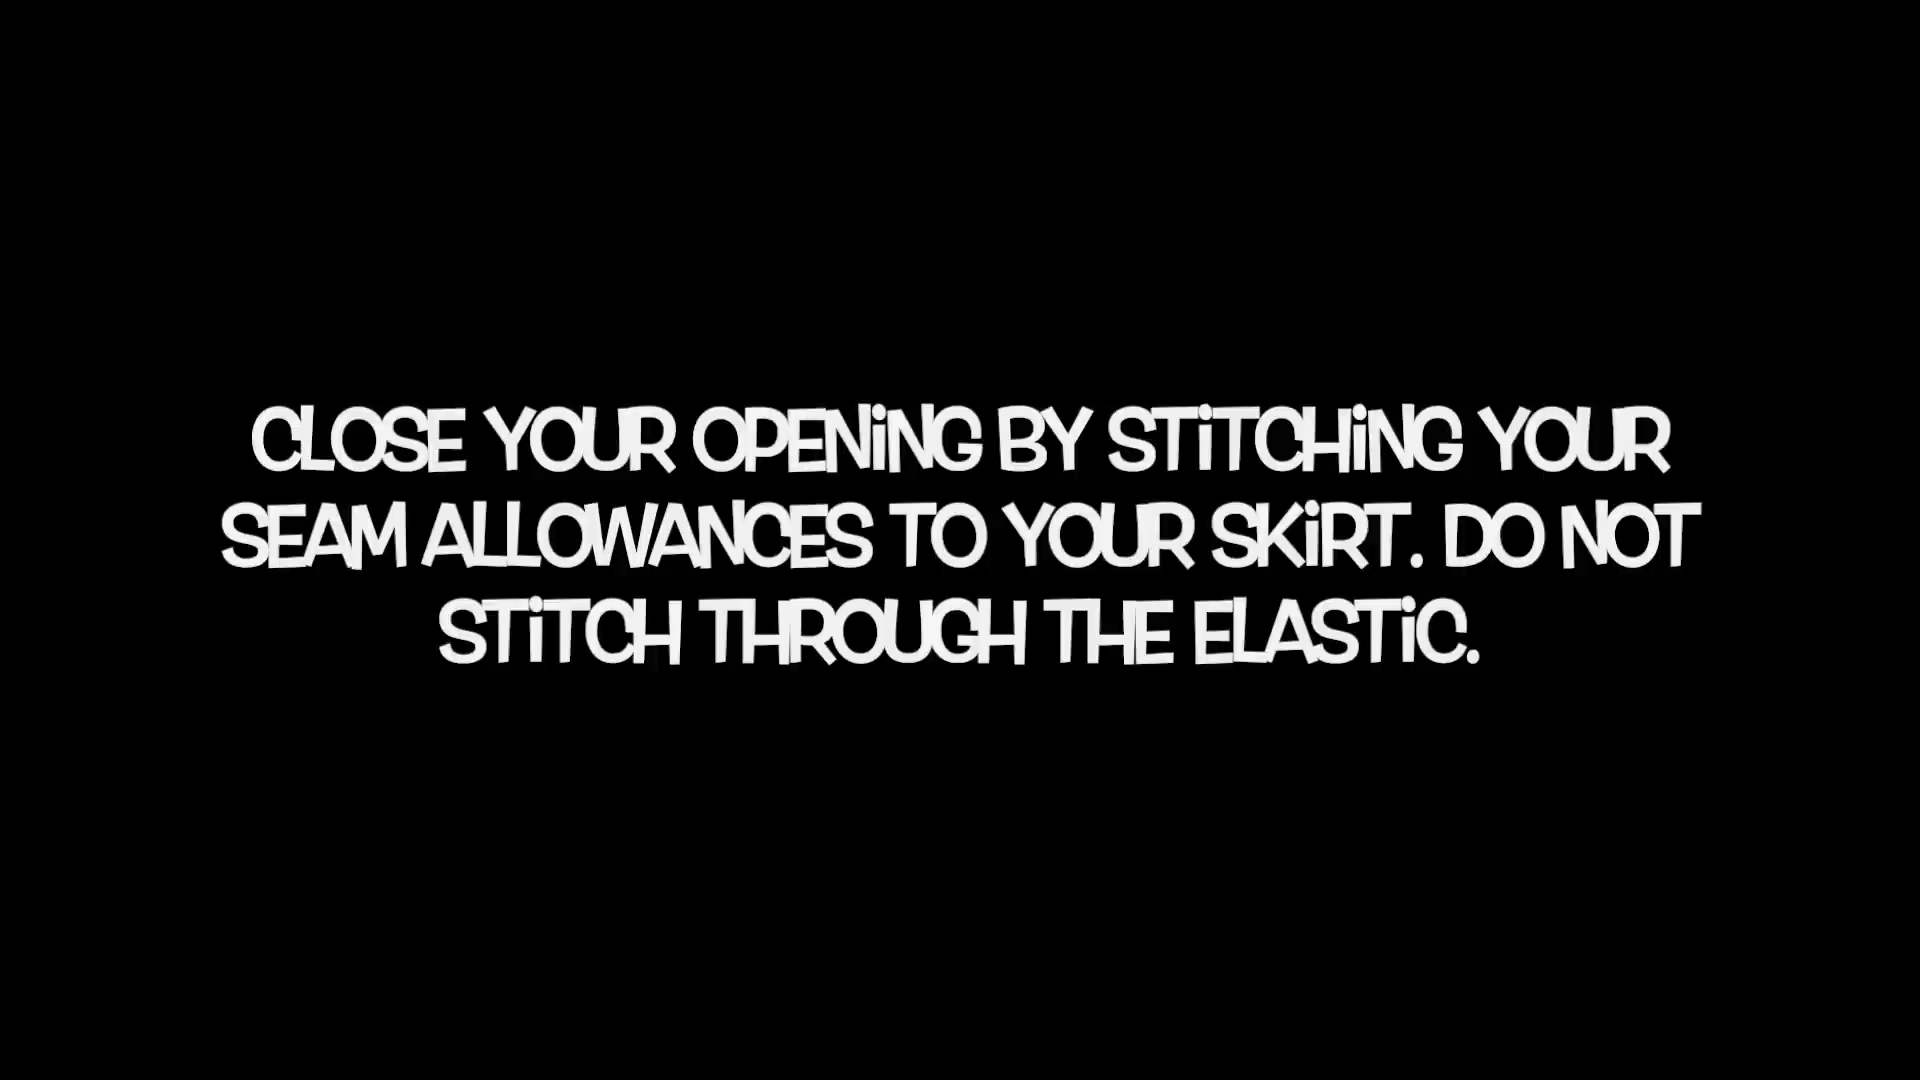 CLOSE YOUR OPENiNG BY STiTCHiNG YOUR
SEAM ALLOWANCES TO YOUR SKiRT. DO NOT
STiTCH THROUGH THE ELASTiC.